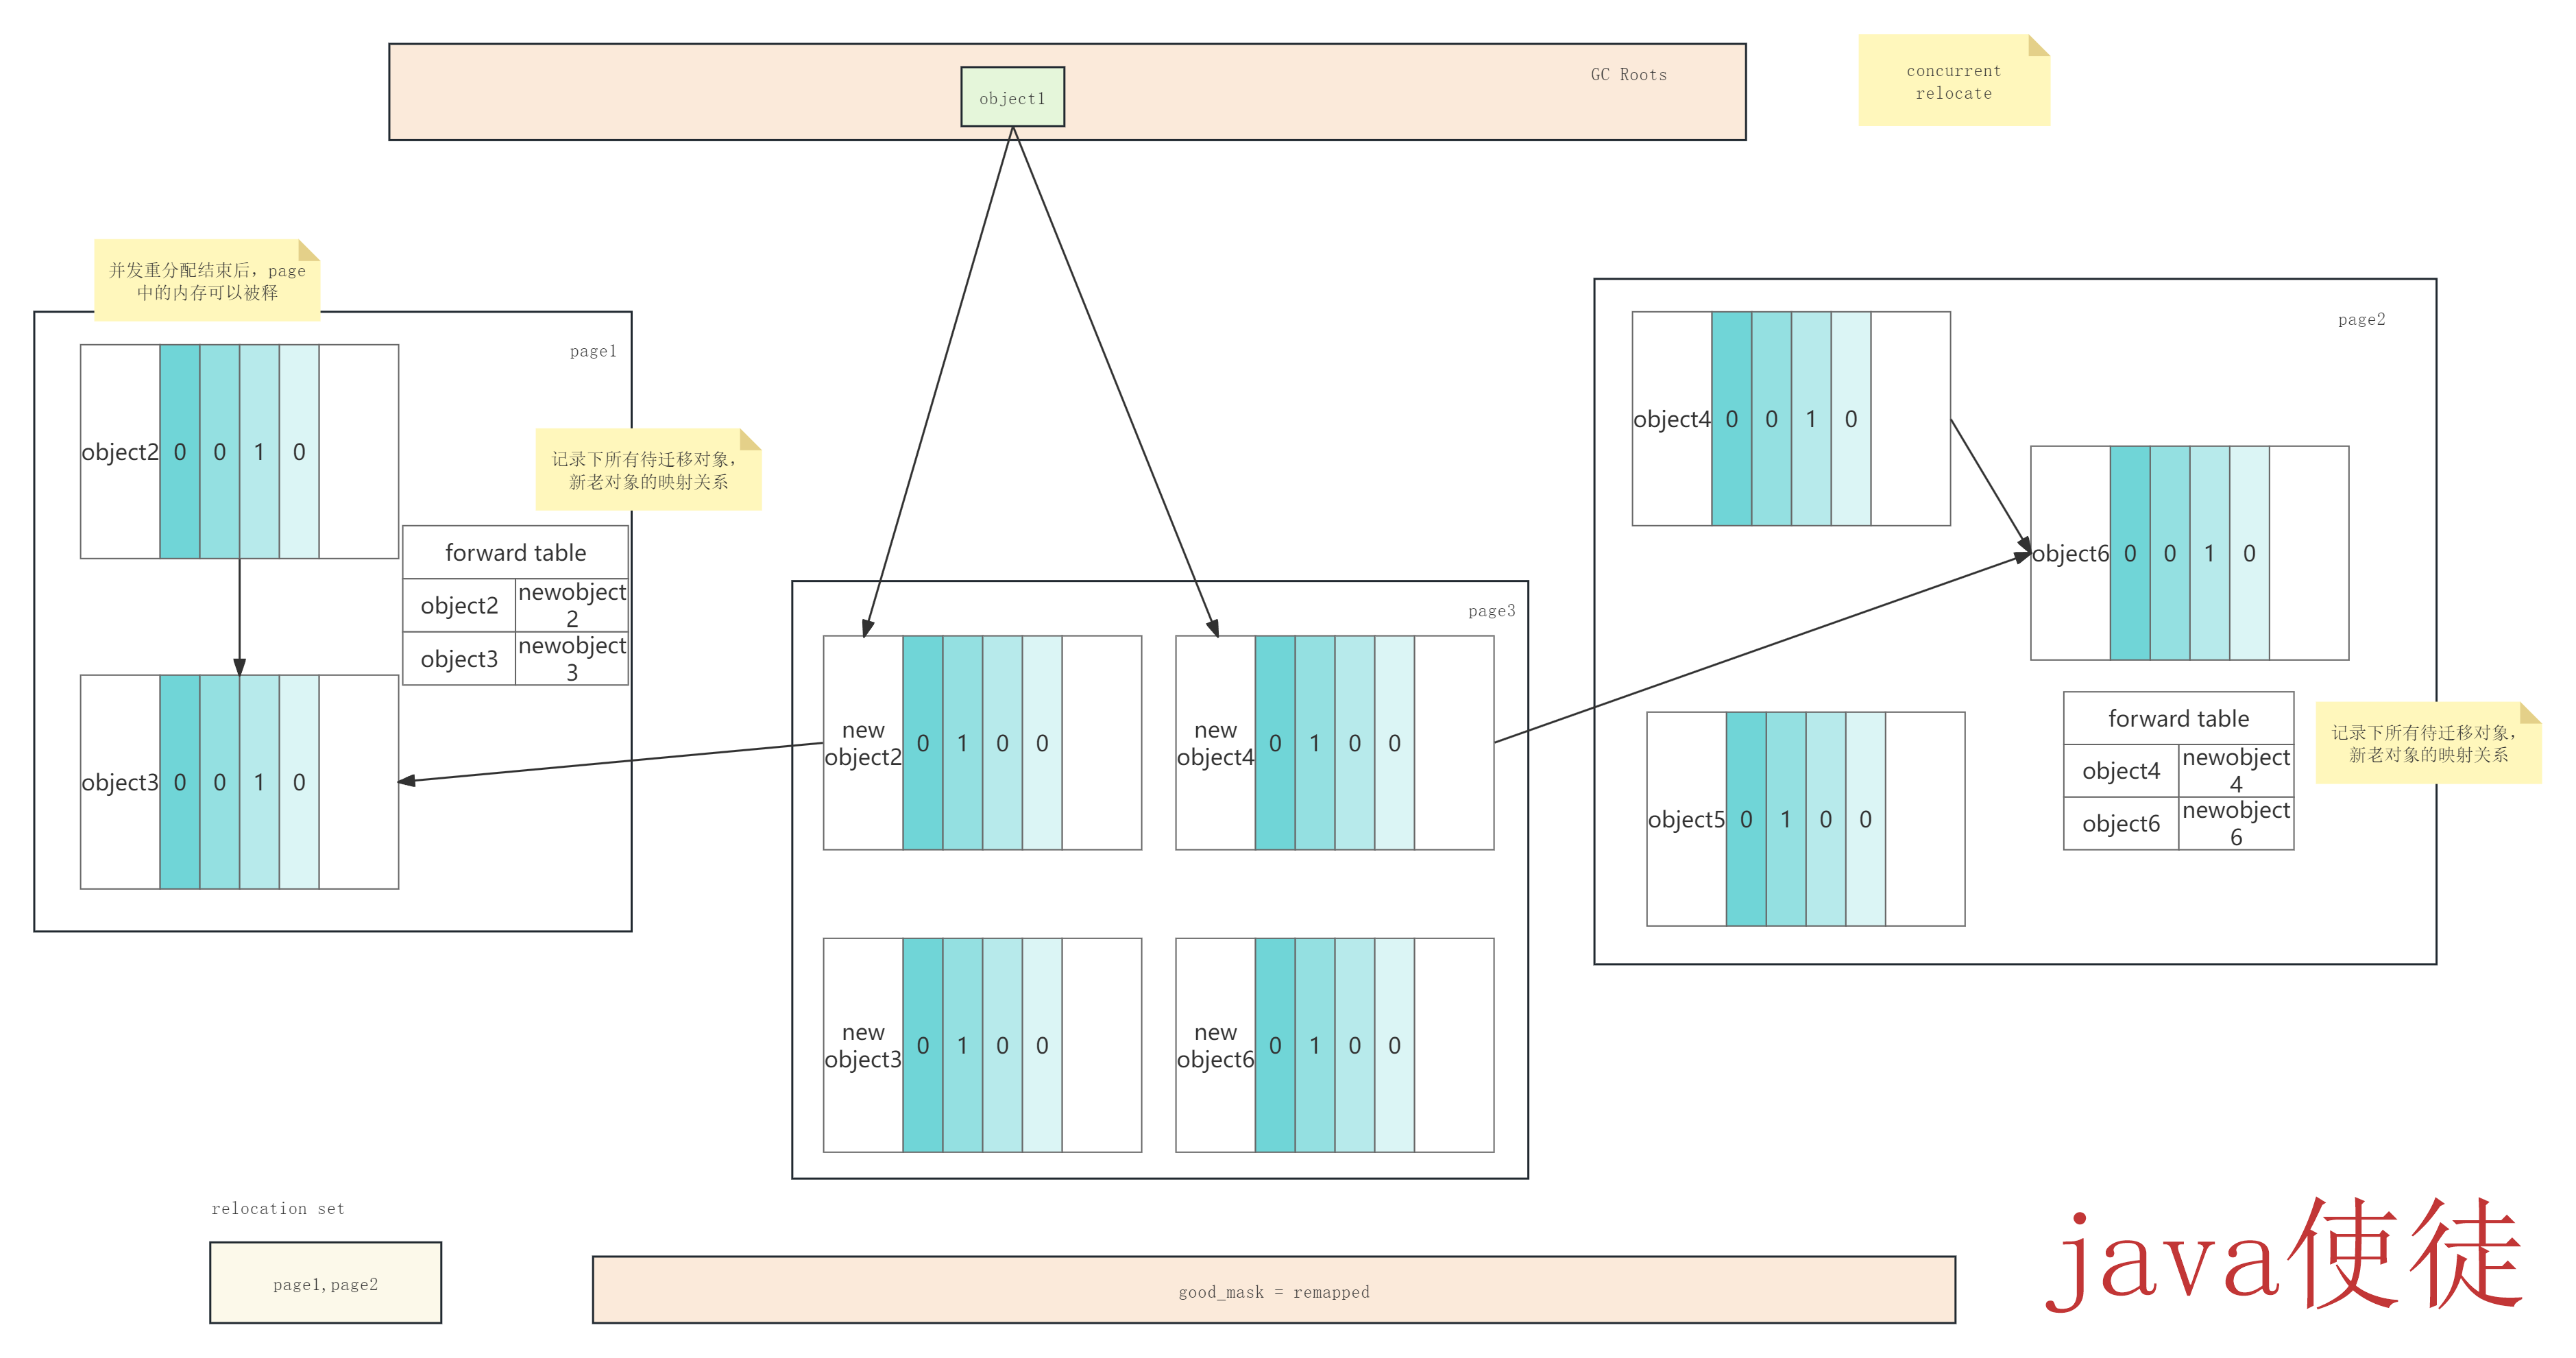 GC Roots
object1
concurrent
relocate
并发重分配结束后，page
中的内存可以被释
page1
object2 0 0 1 0
记录下所有待迁移对象，
新老对象的映射关系
forward table
object2 newobject
2
object3 newobject
3
object3 0 0 1 0
page2
object4 0 0 1 0
object6 0 0 1 0
object5 0 1 0 0
forward table
object4 newobject
4
object6 newobject
6
记录下所有待迁移对象，
新老对象的映射关系
page3
new
object2 0 1 0 0
new
object4 0 1 0 0
new
object3 0 1 0 0
new
object6 0 1 0 0
relocation set
page1,page2
good_mask = remapped
java使徒